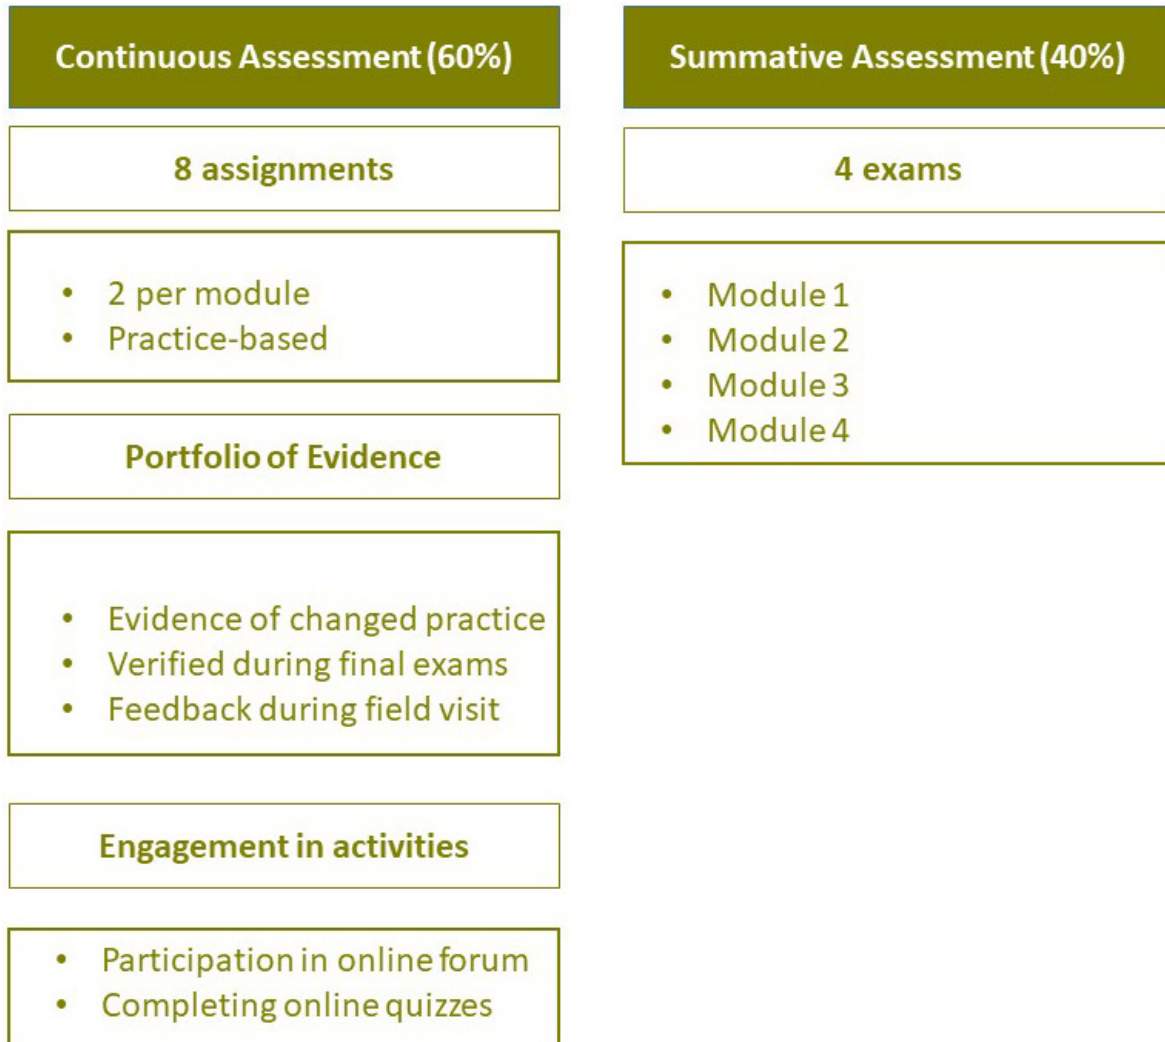 Continuous Assessment (60%)
8 assignments
• 2 per module
• Practice-based
Portfolio of Evidence
• Evidence of changed practice
• Verified during final exams
• Feedback during field visit
Engagement in activities
• Participation in online forum
• Completing online quizzes
Summative Assessment (40%)
4 exams
• Module 1
• Module 2
• Module 3
• Module 4